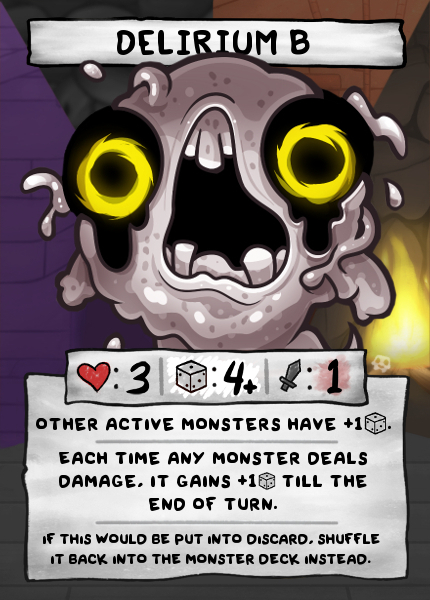 DELIRIUM B
: 3 : 4+ : 1
OTHER ACTIVE MONSTERS HAVE +1 .
EACH TIME ANY MONSTER DEALS
DAMAGE, IT GAINS +1 TILL THE
END OF TURN.
IF THIS WOULD BE PUT INTO DISCARD, SHUFFLE
IT BACK INTO THE MONSTER DECK INSTEAD.